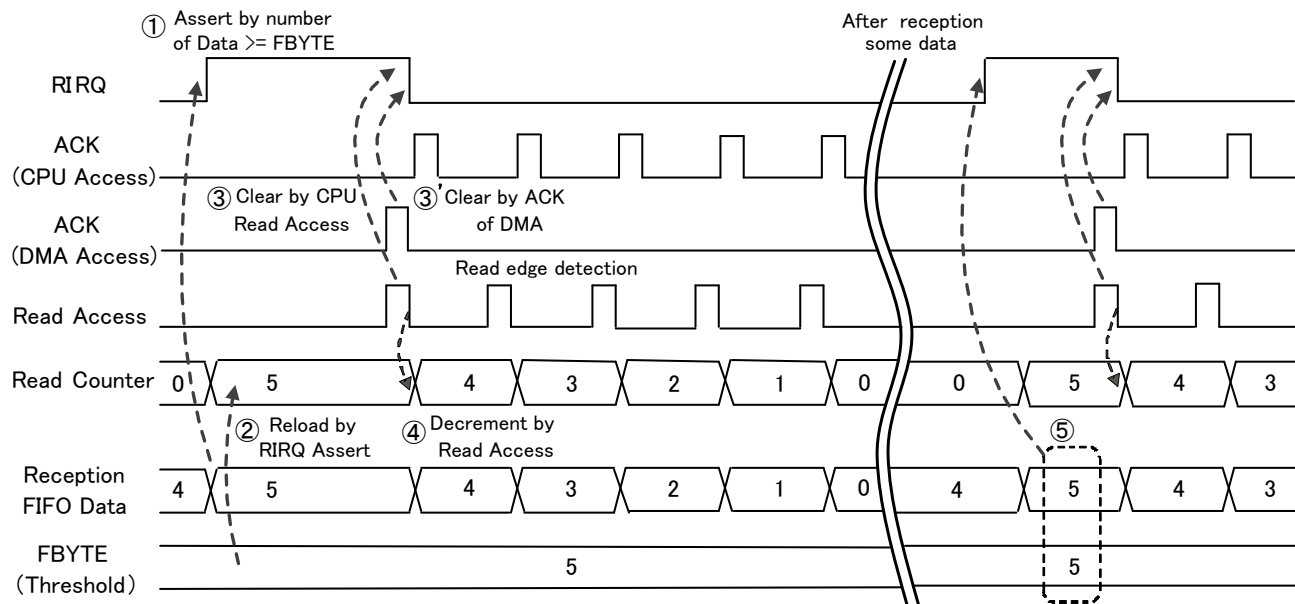 ① Assert by number
of Data >= FBYTE
After reception
some data
RIRQ
ACK
(CPU Access)
③ Clear by CPU
Read Access
③' Clear by ACK
of DMA
ACK
(DMA Access)
Read edge detection
Read Access
Read Counter
0 5 4 3 2 1 0 0 5 4 3
② Reload by
RIRQ Assert
④ Decrement by
Read Access
⑤
Reception
FIFO Data
4 5 4 3 2 1 0 4 5 4 3
FBYTE
(Threshold)
5 5